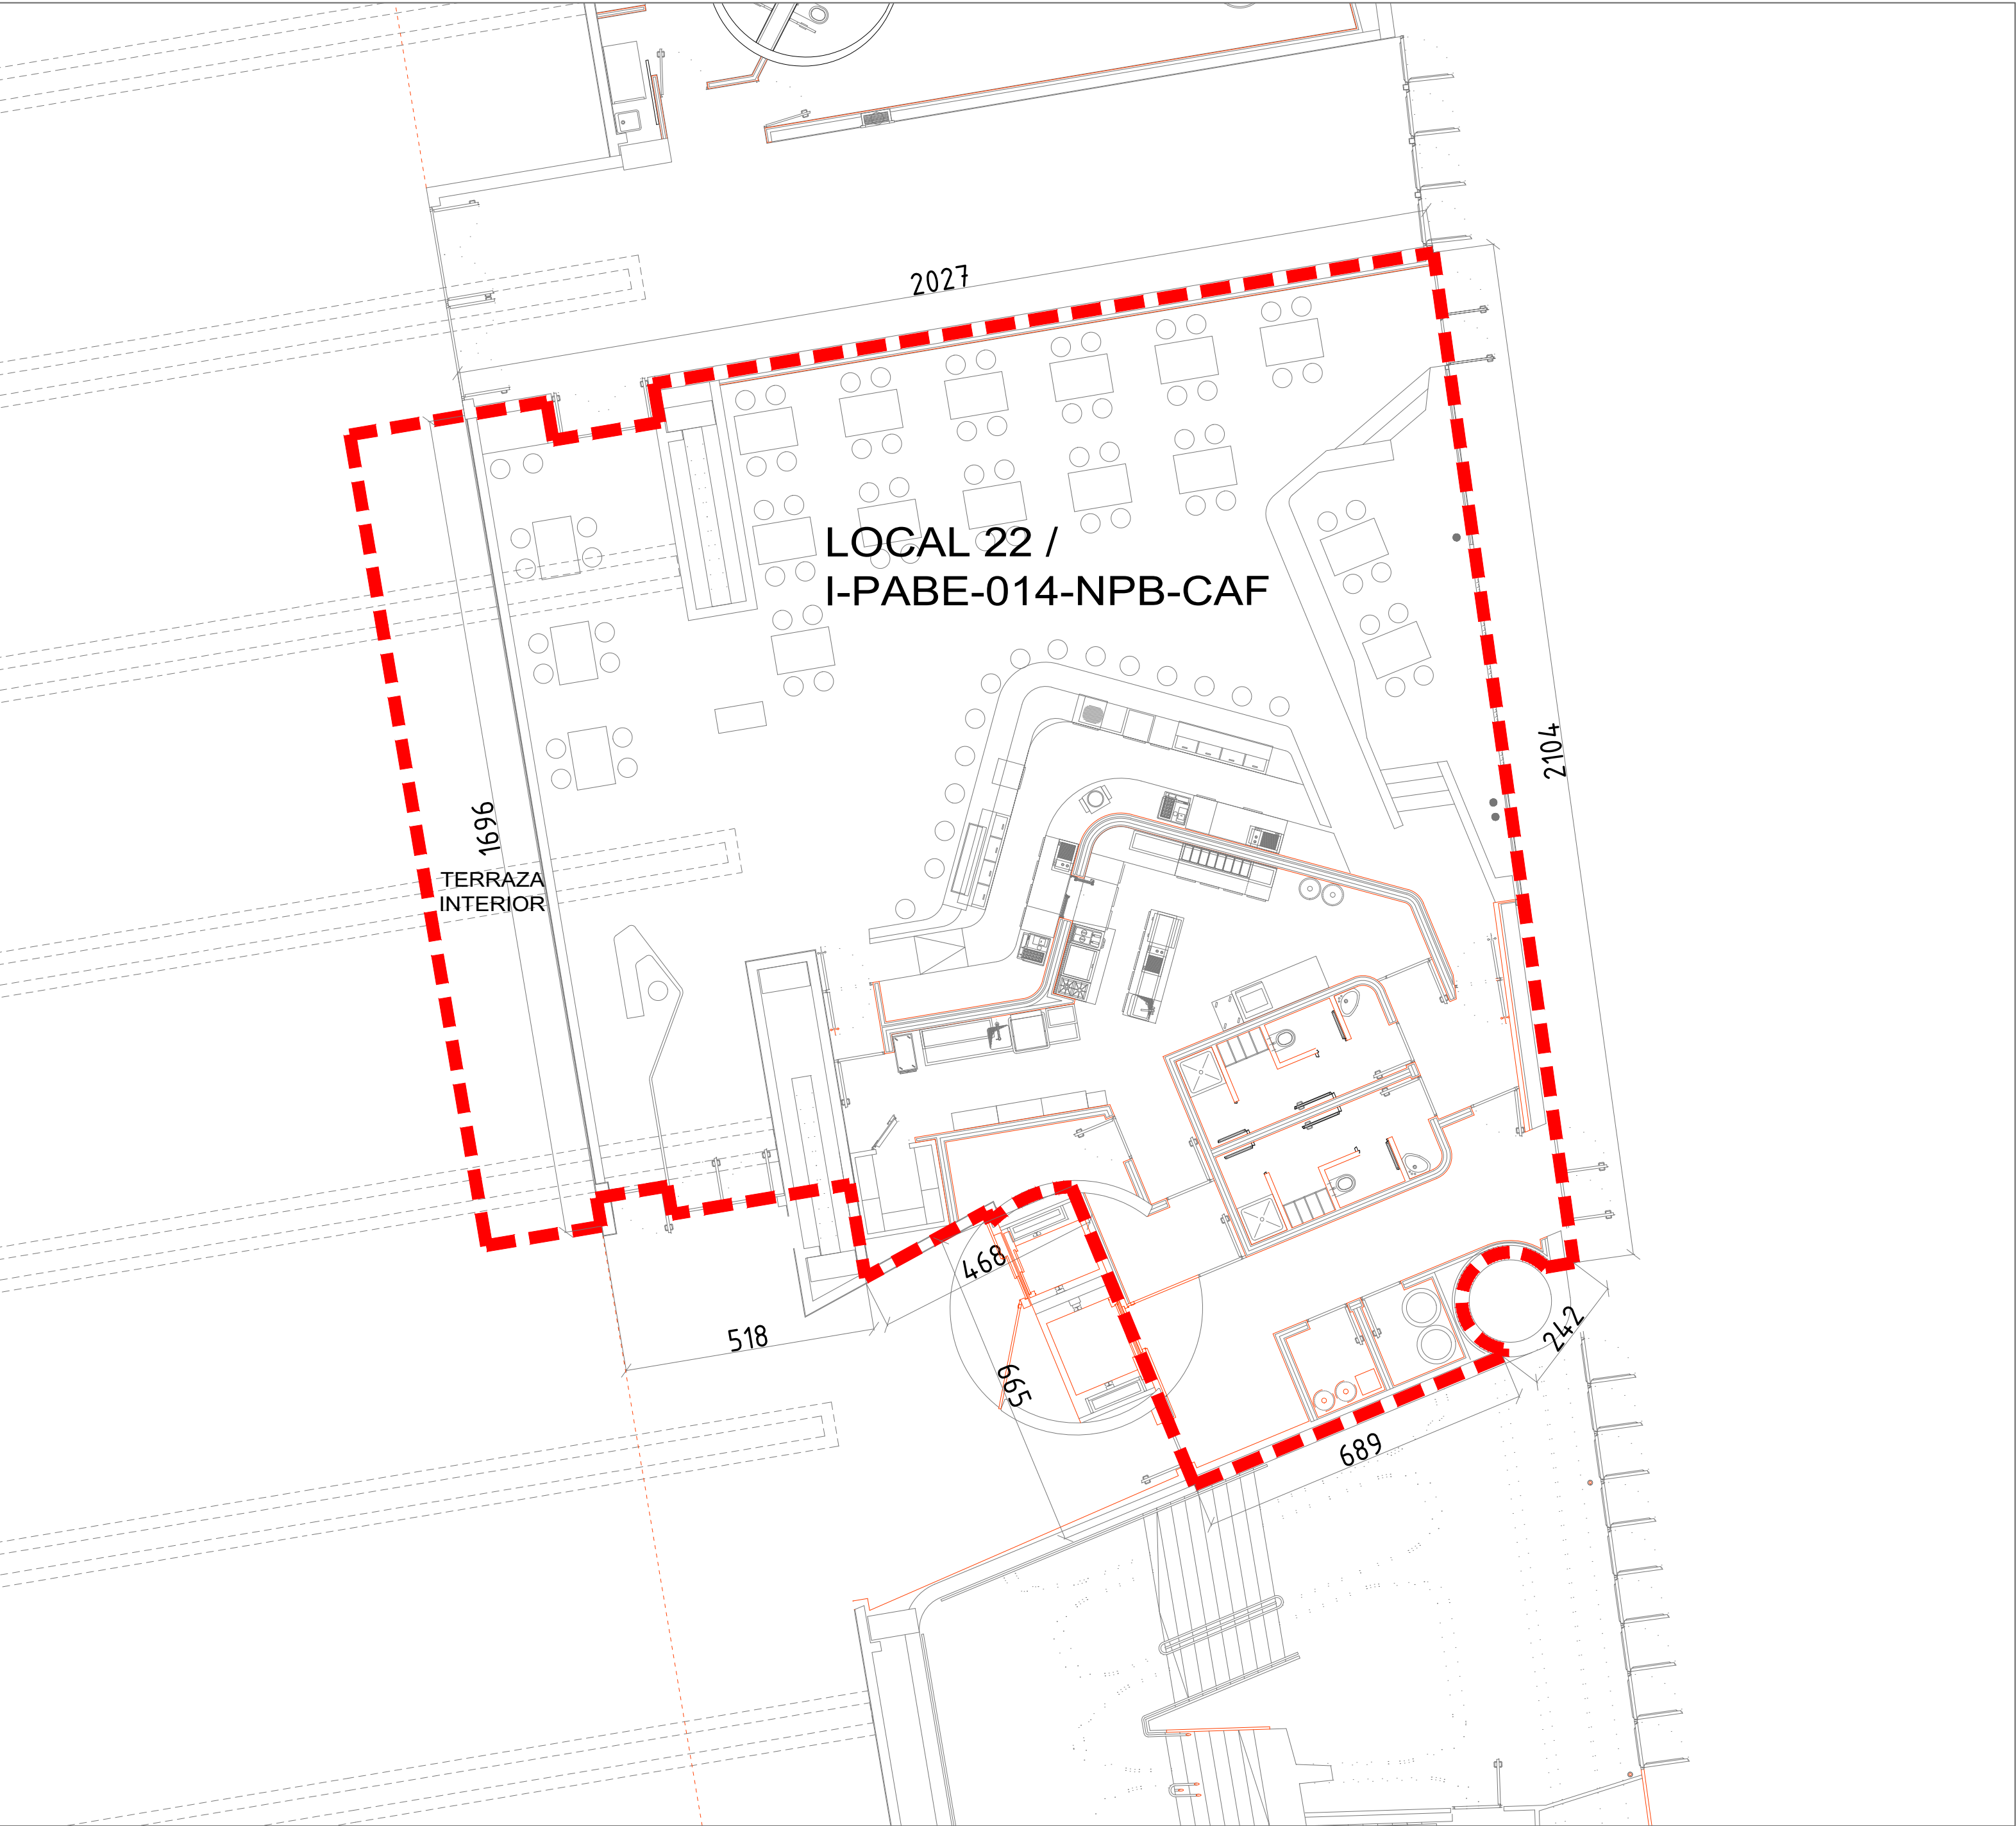 2027
LOCAL 22 /
I-PABE-014-NPB-CAF
2104
1696
TERRAZA
INTERIOR
468
518
242
665
689